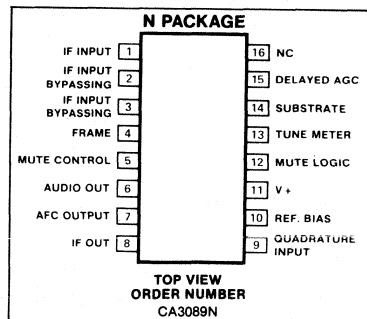 N PACKAGE
IF INPUT 1
IF INPUT
BYPASSING 2
IF INPUT
BYPASSING 3
FRAME 4
MUTE CONTROL 5
AUDIO OUT 6
AFC OUTPUT 7
IF OUT 8
16 NC
15 DELAYED AGC
14 SUBSTRATE
13 TUNE METER
12 MUTE LOGIC
11 V +
10 REF. BIAS
9 QUADRATURE
INPUT
TOP VIEW
ORDER NUMBER
CA3089N